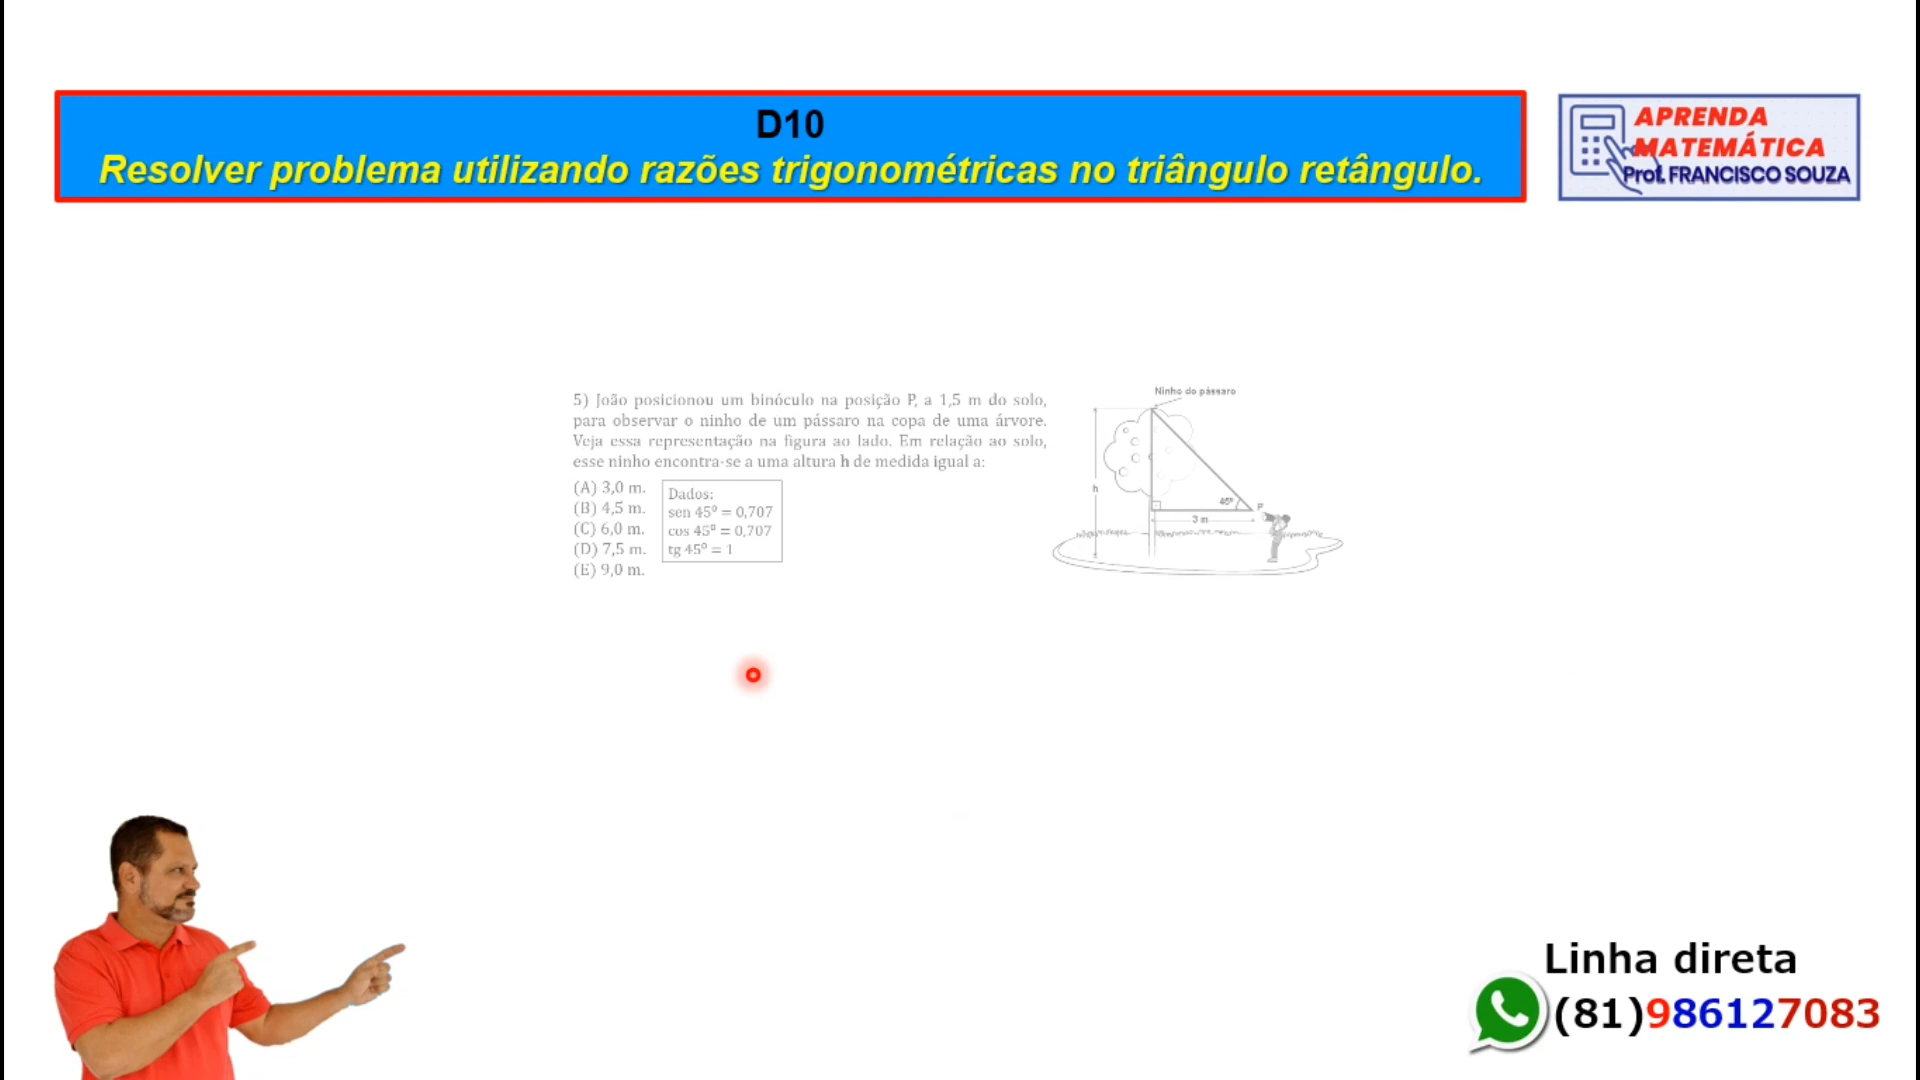 D10
Resolver problema utilizando razões trigonométricas no triângulo retângulo.
APRENDA
MATEMÁTICA
Prof. FRANCISCO SOUZA
5) João posicionou um binóculo na posição P, a 1,5 m do solo,
para observar o ninho de um pássaro na copa de uma árvore.
Veja essa representação na figura ao lado. Em relação ao solo,
esse ninho encontra-se a uma altura h de medida igual a:
(A) 3,0 m.
(B) 4,5 m.
(C) 6,0 m.
(D) 7,5 m.
(E) 9,0 m.
Dados:
sen 45º = 0,707
cos 45º = 0,707
tg 45º = 1
Ninho do pássaro
h
45º
P
3 m
Linha direta
(81)986127083